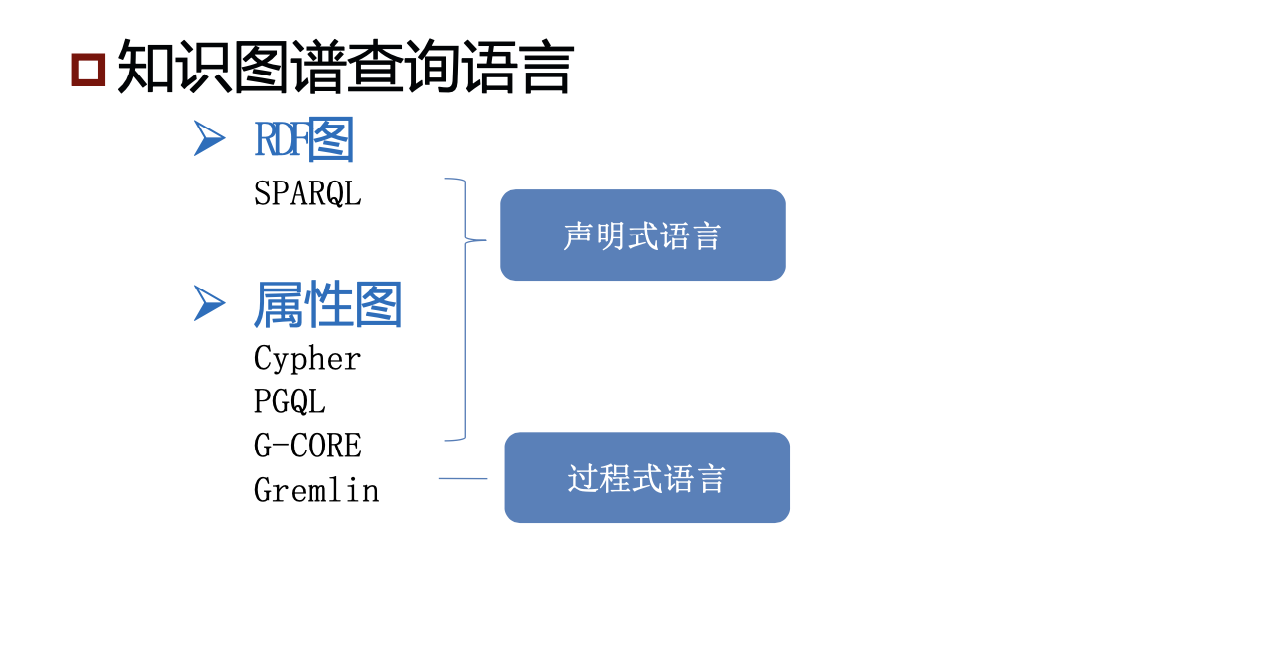 知识图谱查询语言
RDF图
SPARQL
声明式语言
属性图
Cypher
PGQL
G-CORE
Gremlin
过程式语言